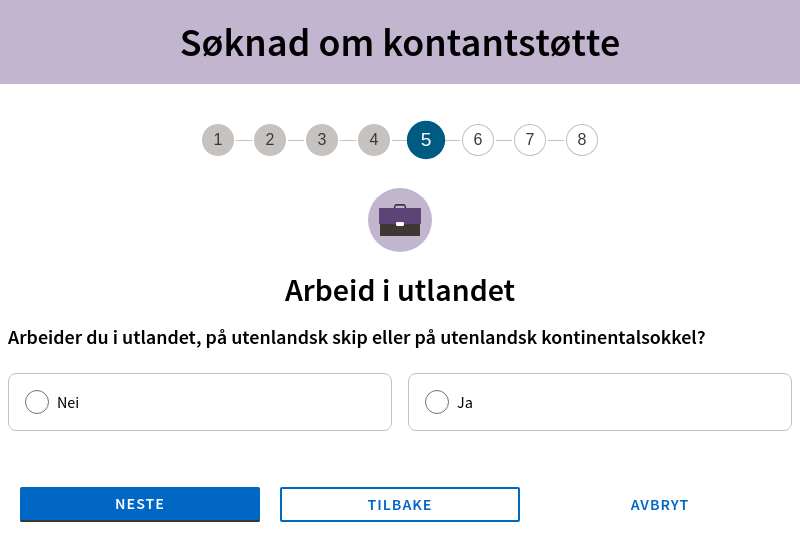 Søknad om kontantstøtte
1 2 3 4 5 6 7 8
Arbeid i utlandet
Arbeider du i utlandet, på utenlandsk skip eller på utenlandsk kontinentalsokkel?
Nei Ja
NESTE TILBAKE AVBRYT